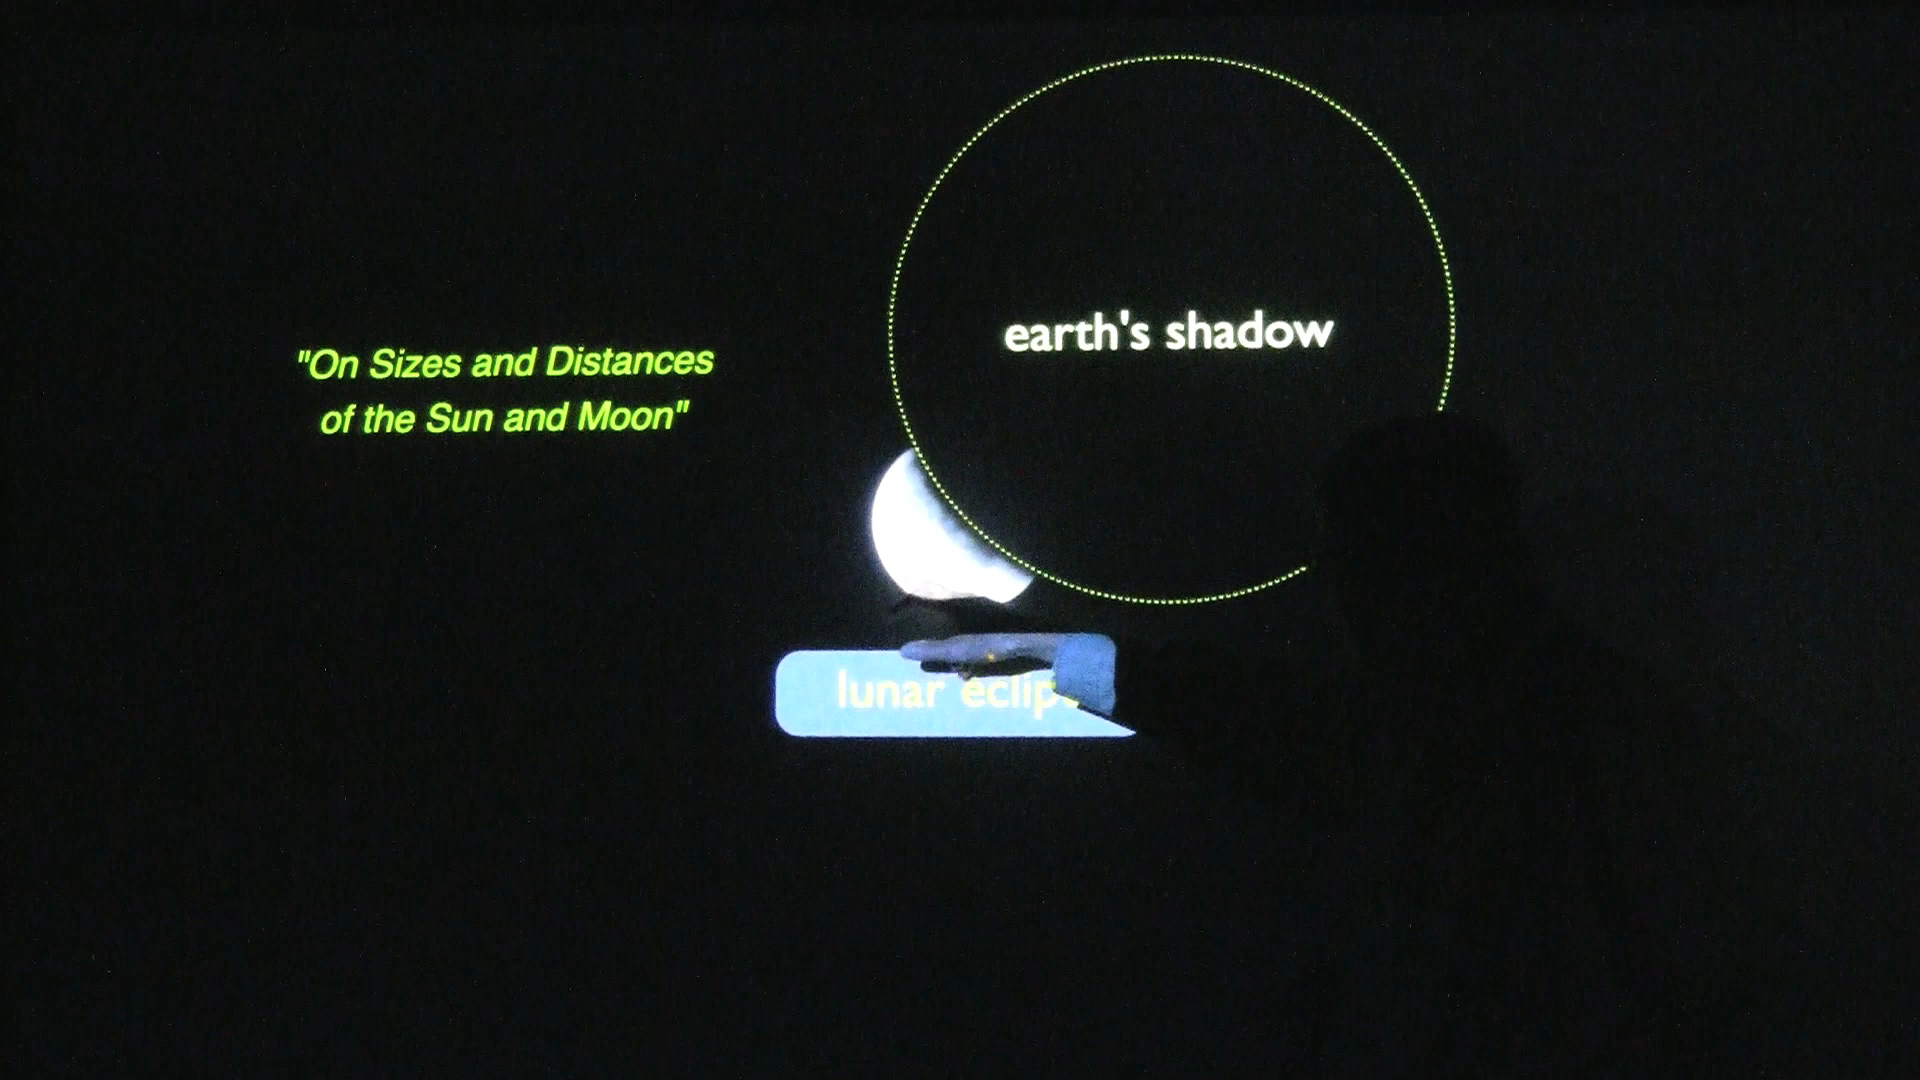 "On Sizes and Distances
of the Sun and Moon"
earth's shadow
lunar